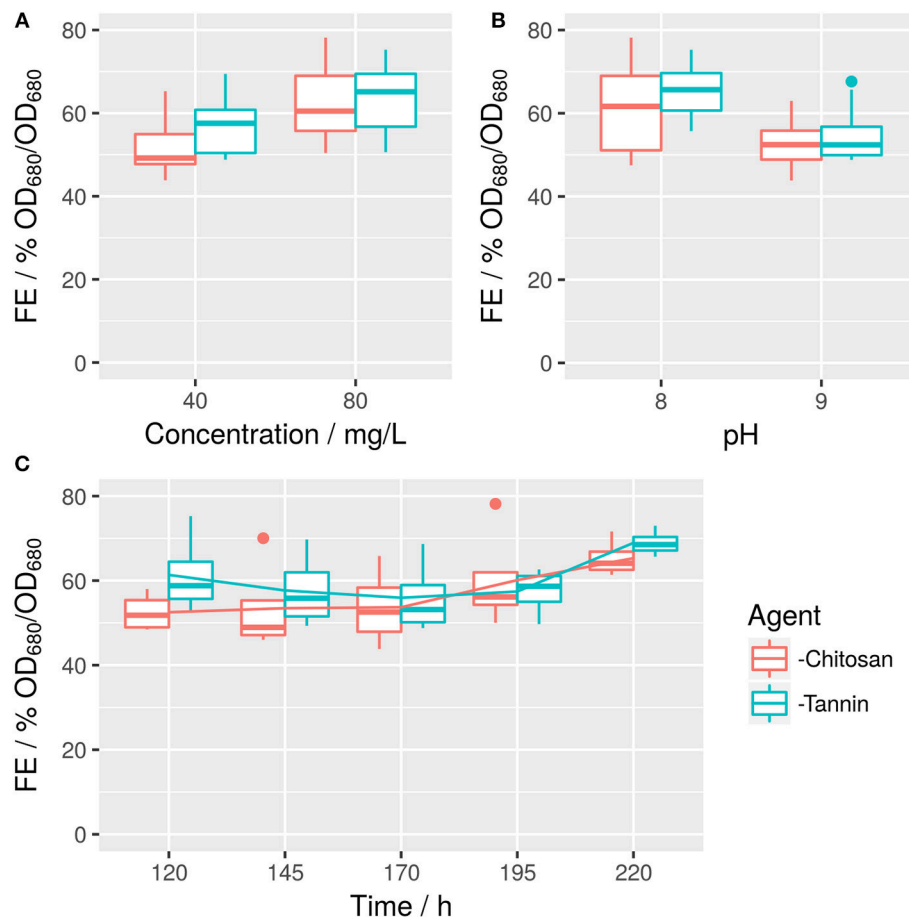 A
80
60
40
20
0
FE / % OD₆₈₀/OD₆₈₀
40
80
Concentration / mg/L
B
80
60
40
20
0
FE / % OD₆₈₀/OD₆₈₀
8
9
pH
C
80
60
40
20
0
FE / % OD₆₈₀/OD₆₈₀
120
145
170
195
220
Time / h
Agent
-Chitosan
-Tannin